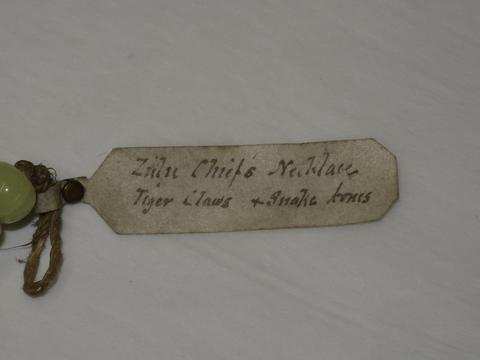 Zulu Chief's Necklace
Tiger Claws + Snake bones